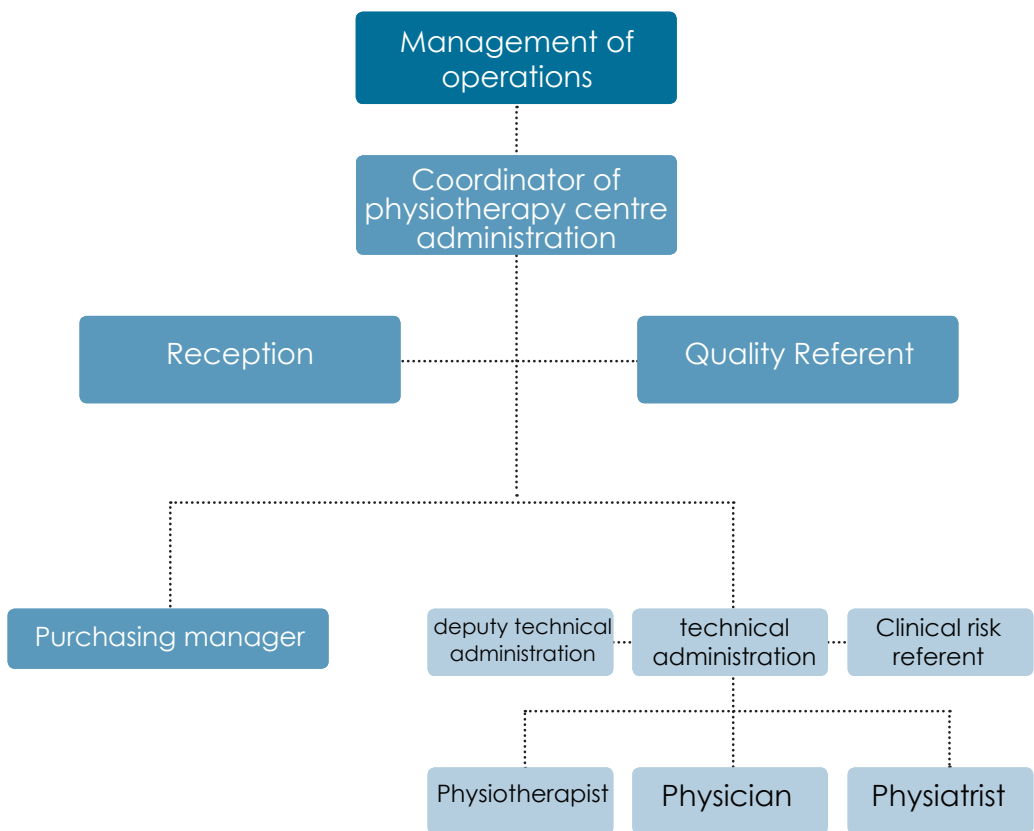 Management of
operations
Coordinator of
physiotherapy centre
administration
Reception
Quality Referent
Purchasing manager
deputy technical
administration
technical
administration
Clinical risk
referent
Physiotherapist
Physician
Physiatrist